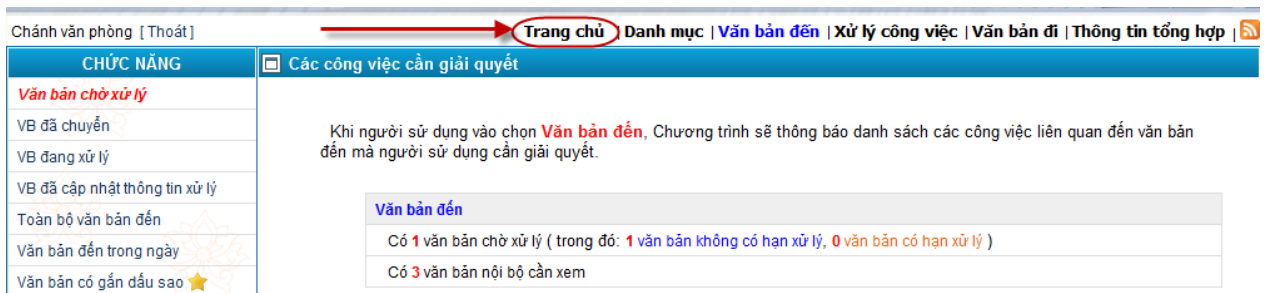 Chánh văn phòng [Thoát]
Trang chủ | Danh mục | Văn bản đến | Xử lý công việc | Văn bản đi | Thông tin tổng hợp |
CHỨC NĂNG
Văn bản chờ xử lý
VB đã chuyển
VB đang xử lý
VB đã cập nhật thông tin xử lý
Toàn bộ văn bản đến
Văn bản đến trong ngày
Văn bản có gắn dấu sao
Các công việc cần giải quyết
Khi người sử dụng vào chọn Văn bản đến, Chương trình sẽ thông báo danh sách các công việc liên quan đến văn bản
đến mà người sử dụng cần giải quyết.
Văn bản đến
Có 1 văn bản chờ xử lý ( trong đó: 1 văn bản không có hạn xử lý, 0 văn bản có hạn xử lý )
Có 3 văn bản nội bộ cần xem